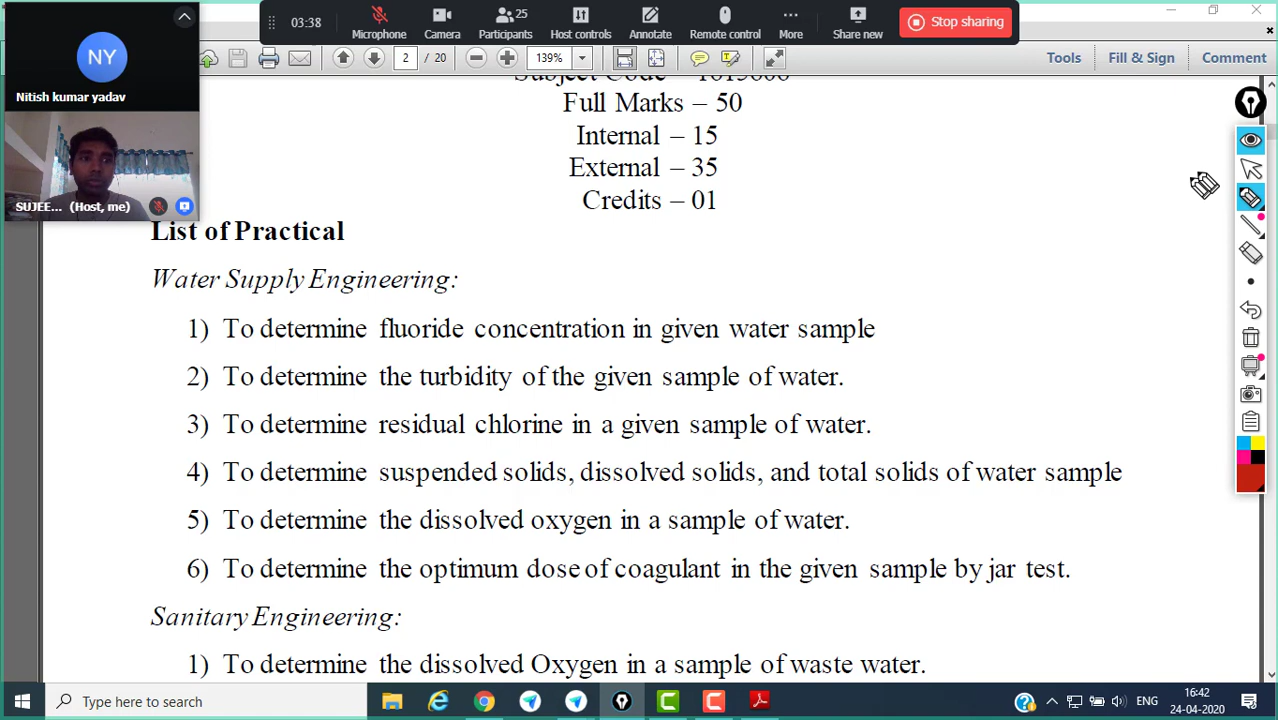 03:38
Microphone
Camera
25
Participants
Host controls
Annotate
Remote control
More
Share new
Stop sharing
NY
Nitish kumar yadav
SUJEE... (Host, me)
2 / 20
139%
Tools
Fill & Sign
Comment
Subject Code – 1615606
Full Marks – 50
Internal – 15
External – 35
Credits – 01
List of Practical
Water Supply Engineering:
1) To determine fluoride concentration in given water sample
2) To determine the turbidity of the given sample of water.
3) To determine residual chlorine in a given sample of water.
4) To determine suspended solids, dissolved solids, and total solids of water sample
5) To determine the dissolved oxygen in a sample of water.
6) To determine the optimum dose of coagulant in the given sample by jar test.
Sanitary Engineering:
1) To determine the dissolved Oxygen in a sample of waste water.
Type here to search
ENG
16:42
24-04-2020